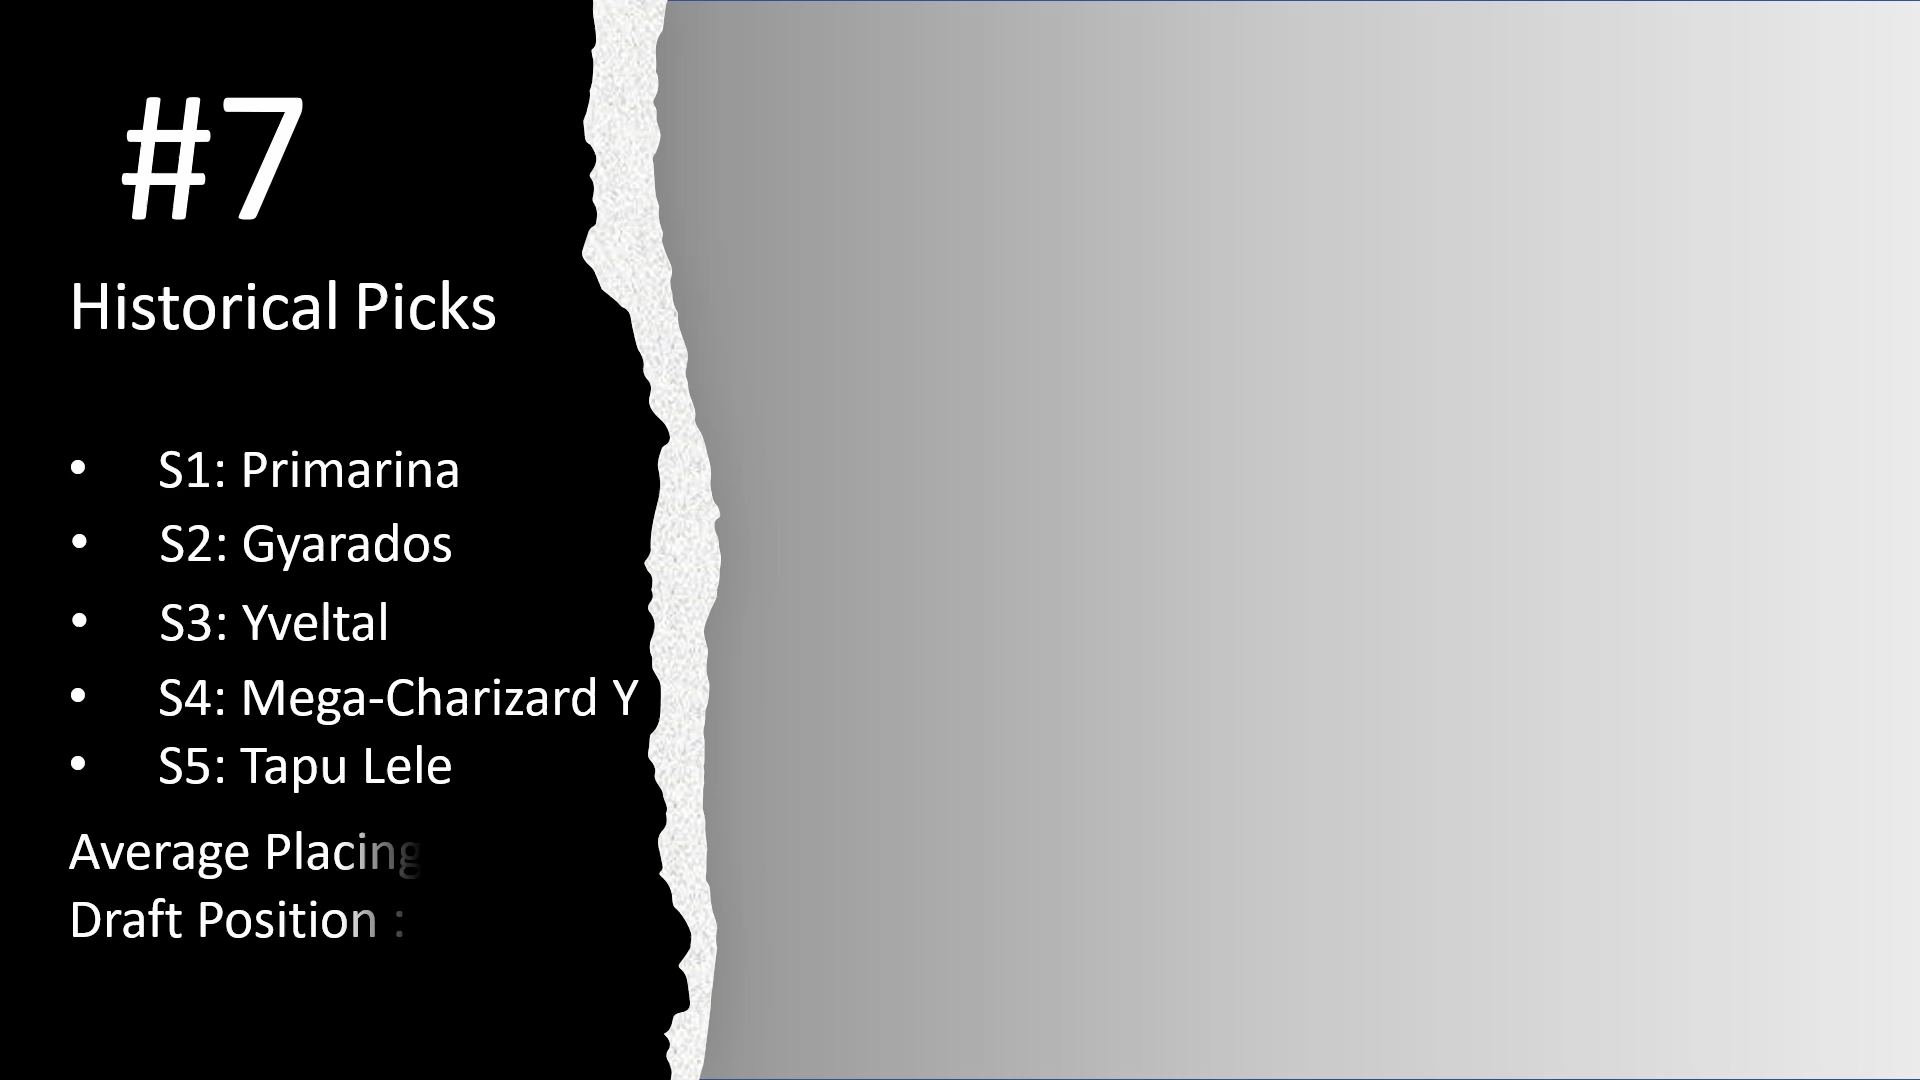 #7
Historical Picks
• S1: Primarina
• S2: Gyarados
• S3: Yveltal
• S4: Mega-Charizard Y
• S5: Tapu Lele
Average Placing
Draft Position :